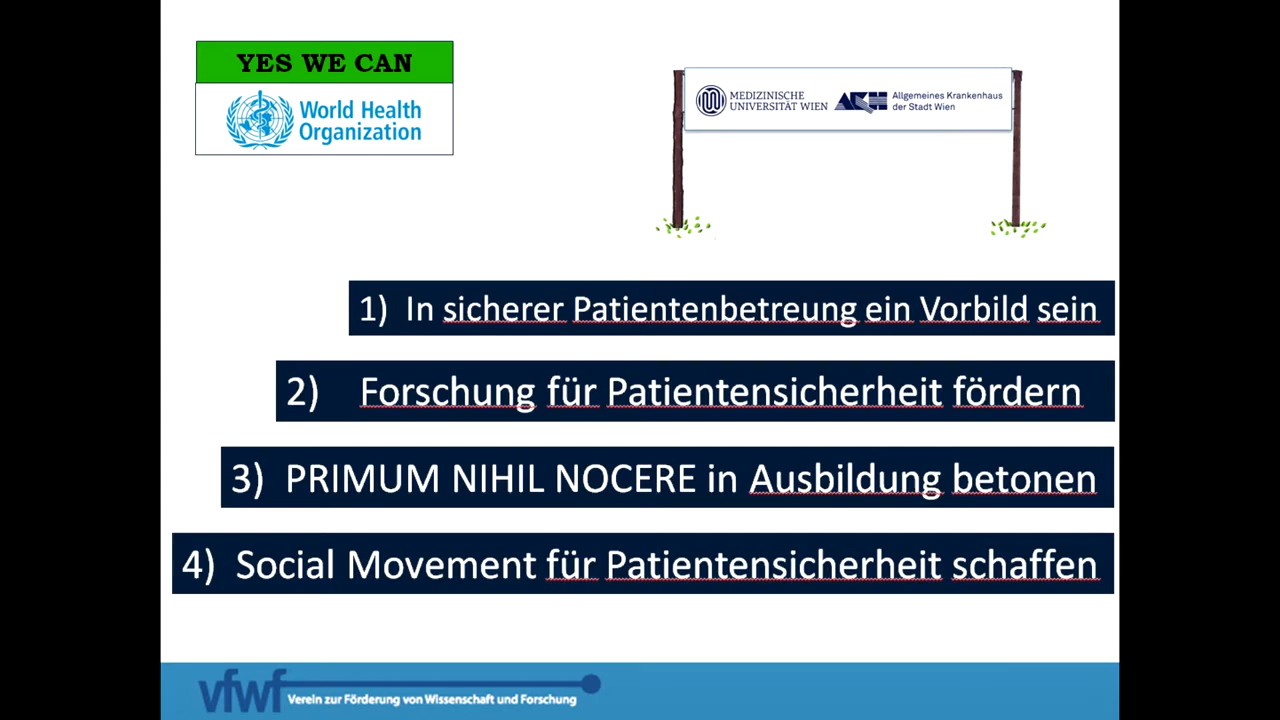 YES WE CAN
World Health
Organization
MEDIZINISCHE
UNIVERSITÄT WIEN
AKH
Allgemeines Krankenhaus
der Stadt Wien
1) In sicherer Patientenbetreung ein Vorbild sein
2) Forschung für Patientensicherheit fördern
3) PRIMUM NIHIL NOCERE in Ausbildung betonen
4) Social Movement für Patientensicherheit schaffen
vfwf
Verein zur Förderung von Wissenschaft und Forschung